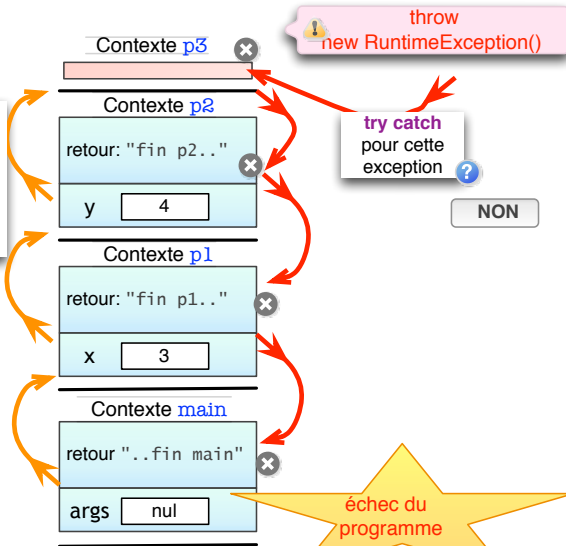 throw
new RuntimeException()
Contexte p3
try catch
pour cette
exception
?
NON
Contexte p2
retour: "fin p2.."
y 4
Contexte p1
retour: "fin p1.."
x 3
Contexte main
retour "..fin main"
args nul
échec du
programme